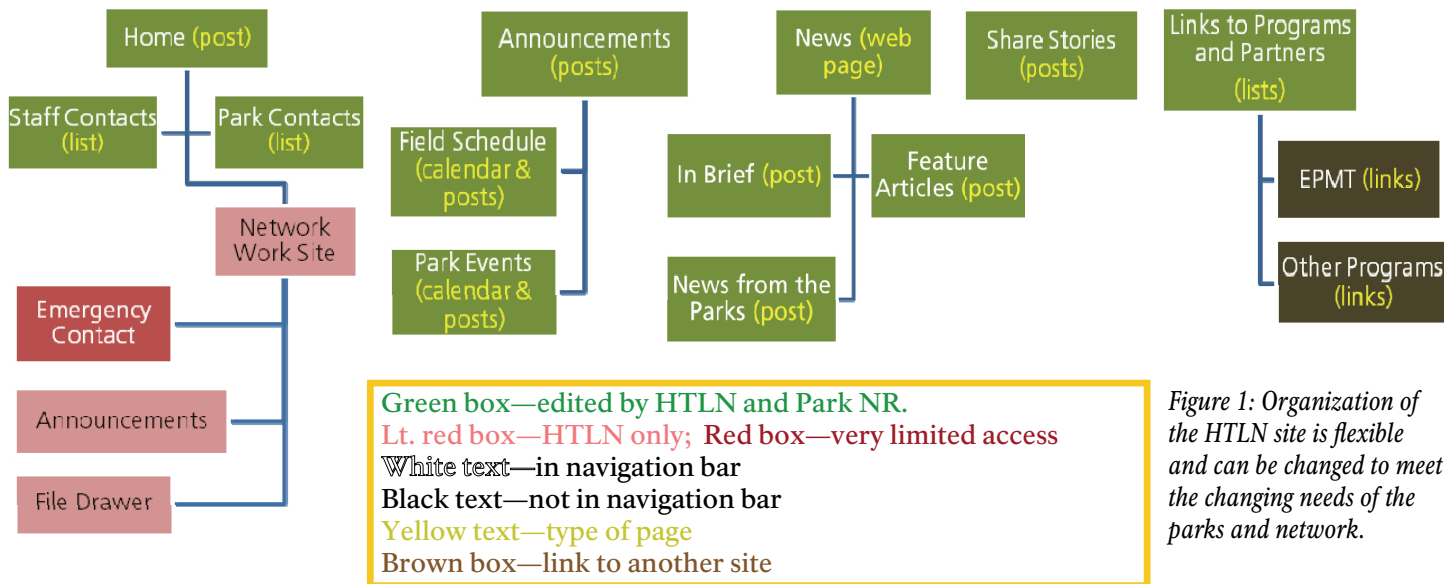 Home (post)
Staff Contacts
(list)
Park Contacts
(list)
Network
Work Site
Emergency
Contact
Announcements
File Drawer
Announcements
(posts)
Field Schedule
(calendar &
posts)
Park Events
(calendar &
posts)
News (web
page)
In Brief (post)
Feature
Articles (post)
News from the
Parks (post)
Share Stories
(posts)
Links to Programs
and Partners
(lists)
EPMT (links)
Other Programs
(links)
Green box—edited by HTLN and Park NR.
Lt. red box—HTLN only; Red box—very limited access
White text—in navigation bar
Black text—not in navigation bar
Yellow text—type of page
Brown box—link to another site
Figure 1: Organization of
the HTLN site is flexible
and can be changed to meet
the changing needs of the
parks and network.